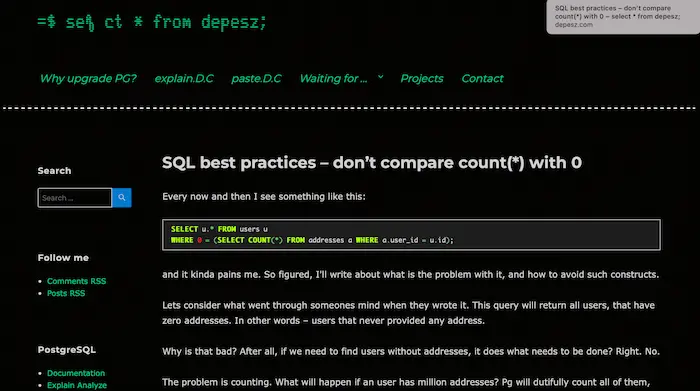 =$ se% ct * from depesz;
SQL best practices – don't compare
count(*) with 0 – select * from depesz;
depesz.com
Why upgrade PG? explain.D.C paste.D.C Waiting for ... Projects Contact
Search
Search …
Follow me
Comments RSS
Posts RSS
PostgreSQL
Documentation
Explain Analyze
SQL best practices – don't compare count(*) with 0
Every now and then I see something like this:
SELECT u.* FROM users u
WHERE 0 = (SELECT COUNT(*) FROM addresses a WHERE a.user_id = u.id);
and it kinda pains me. So figured, I'll write about what is the problem with it, and how to avoid such constructs.
Lets consider what went through someones mind when they wrote it. This query will return all users, that have
zero addresses. In other words – users that never provided any address.
Why is that bad? After all, if we need to find users without addresses, it does what needs to be done? Right. No.
The problem is counting. What will happen if an user has million addresses? Pg will dutifully count all of them,